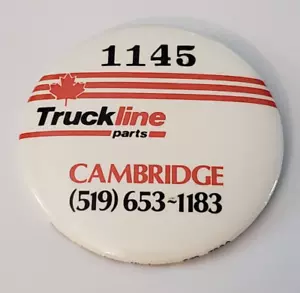 1145
Truckline
parts
CAMBRIDGE
(519) 653-1183